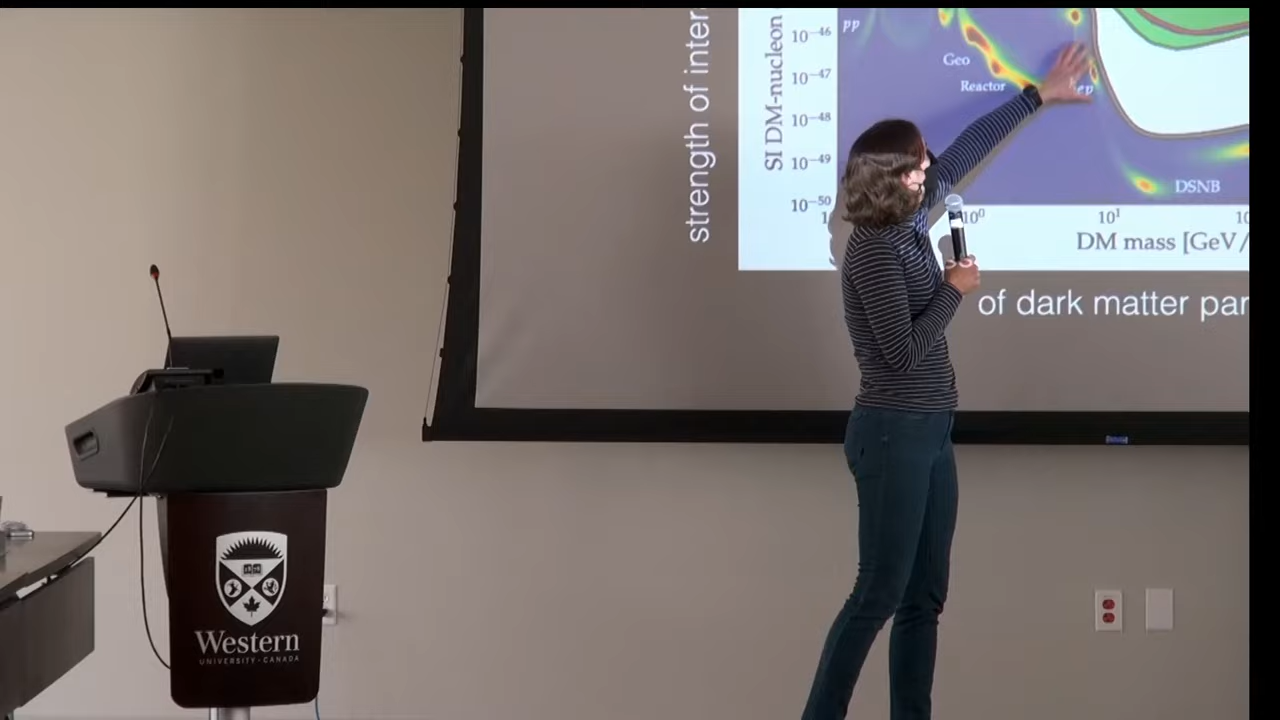 strength of inter
SI DM-nucleon
10⁻⁴⁶
10⁻⁴⁷
10⁻⁴⁸
10⁻⁴⁹
10⁻⁵⁰
pp
Geo
Reactor
hep
DSNB
10⁰
10¹
DM mass [GeV/
of dark matter par
Western
UNIVERSITY · CANADA